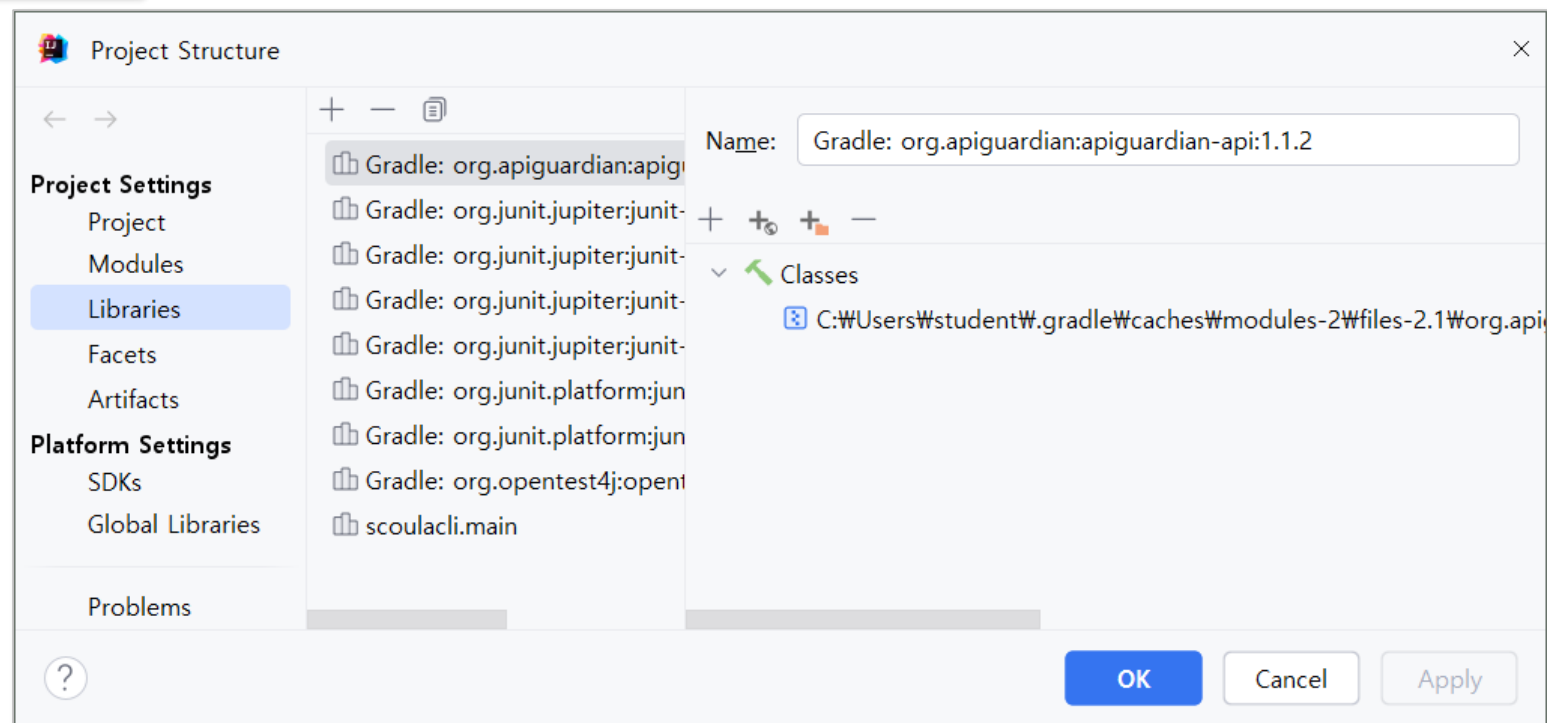 Project Structure
Project Settings
Project
Modules
Libraries
Facets
Artifacts
Platform Settings
SDKs
Global Libraries
Problems
Gradle: org.apiguardian:apigu
Gradle: org.junit.jupiter:junit-
Gradle: org.junit.jupiter:junit-
Gradle: org.junit.jupiter:junit-
Gradle: org.junit.jupiter:junit-
Gradle: org.junit.platform:jun
Gradle: org.junit.platform:jun
Gradle: org.opentest4j:opent
scoulacli.main
Name: Gradle: org.apiguardian:apiguardian-api:1.1.2
Classes
C:₩Users₩student₩.gradle₩caches₩modules-2₩files-2.1₩org.apig
?
OK
Cancel
Apply